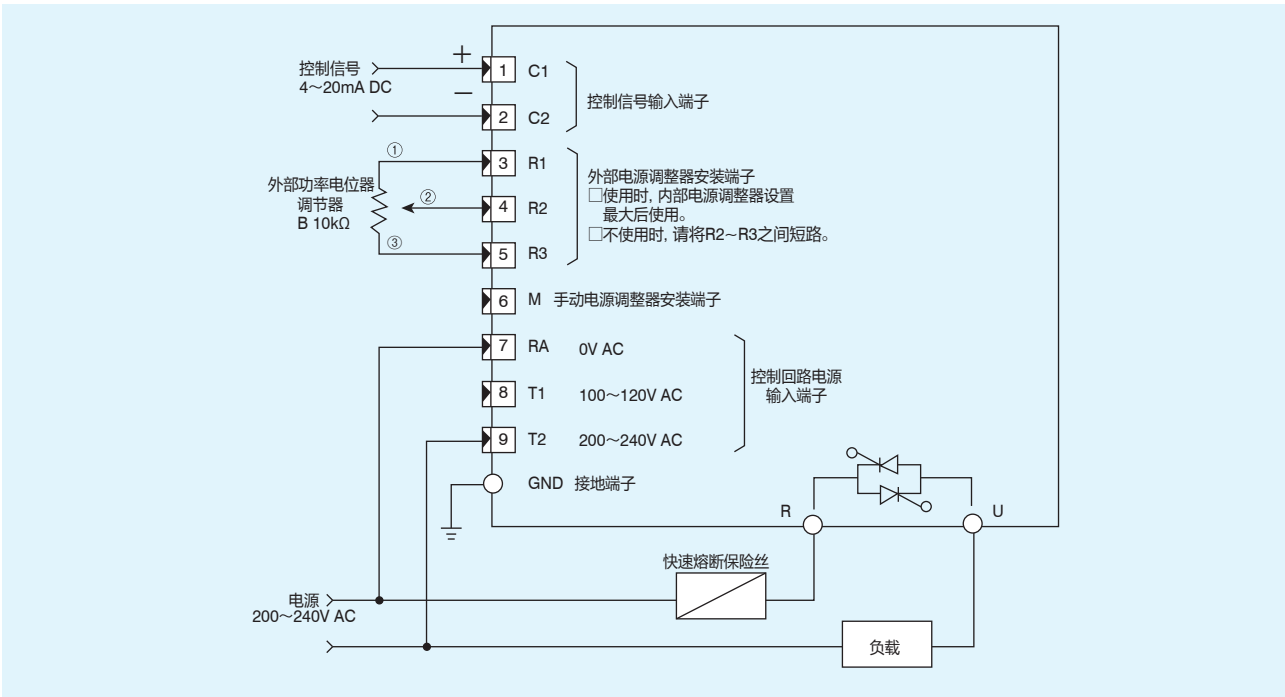 +
控制信号
4～20mA DC
1 C1
－
2 C2
控制信号输入端子
①
3 R1
外部功率电位器
调节器
B 10kΩ
②
4 R2
③
5 R3
外部电源调整器安装端子
□使用时, 内部电源调整器设置
最大后使用。
□不使用时, 请将R2～R3之间短路。
6 M 手动电源调整器安装端子
7 RA 0V AC
8 T1 100～120V AC
9 T2 200～240V AC
控制回路电源
输入端子
GND 接地端子
R
U
快速熔断保险丝
电源
200～240V AC
负载